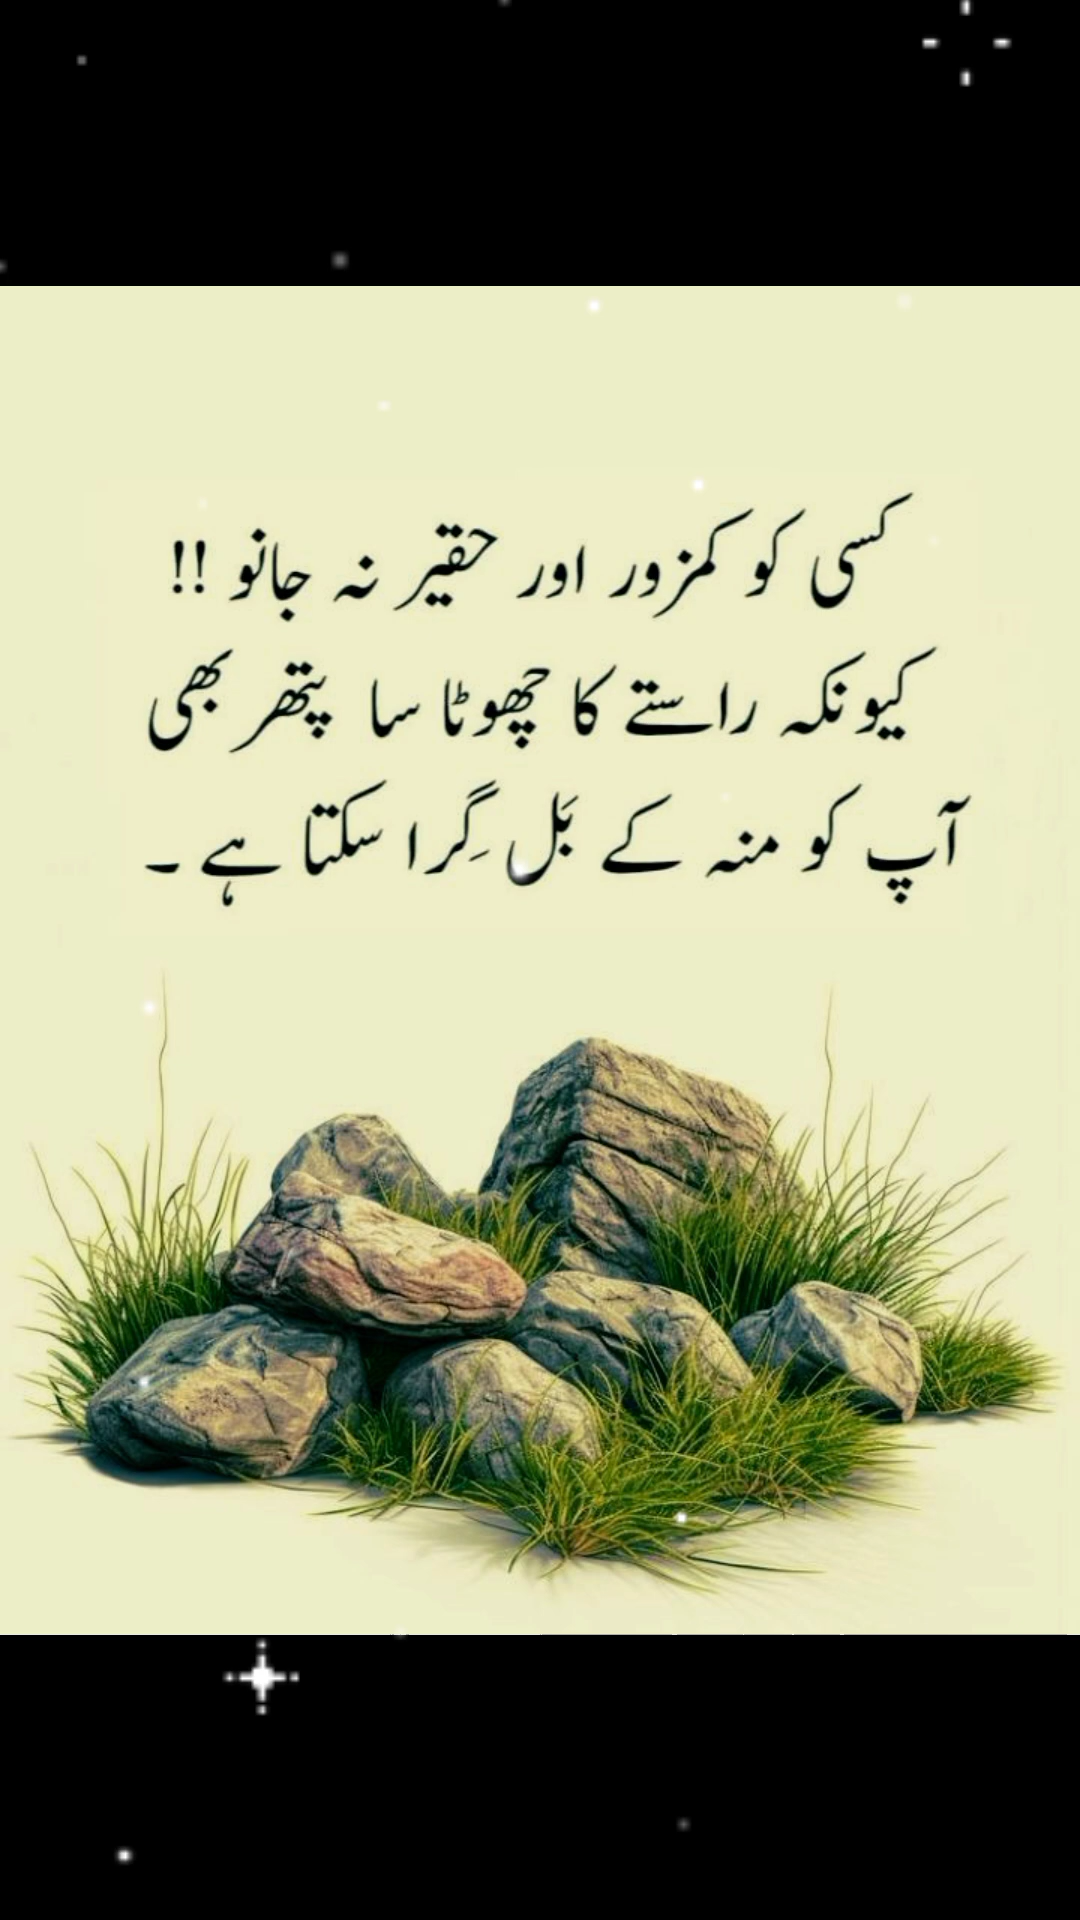 کسی کو کمزور اور حقیر نہ جانو !!
کیونکہ راستے کا چھوٹا سا پتھر بھی
آپ کو منہ کے بَل گِرا سکتا ہے ۔